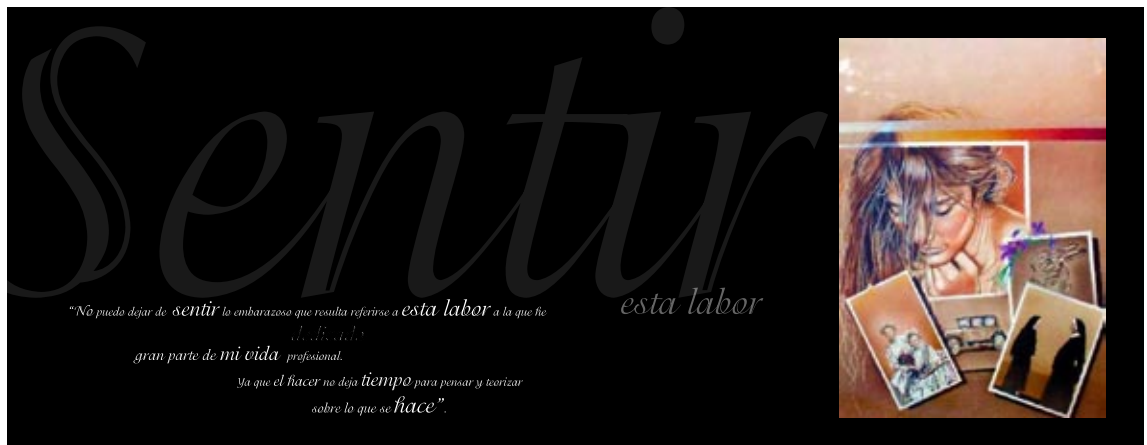 Sentir
esta labor
“No puedo dejar de sentir lo embarazoso que resulta referirse a esta labor a la que he
dedicado
gran parte de mi vida profesional.
Ya que el hacer no deja tiempo para pensar y teorizar
sobre lo que se hace”.